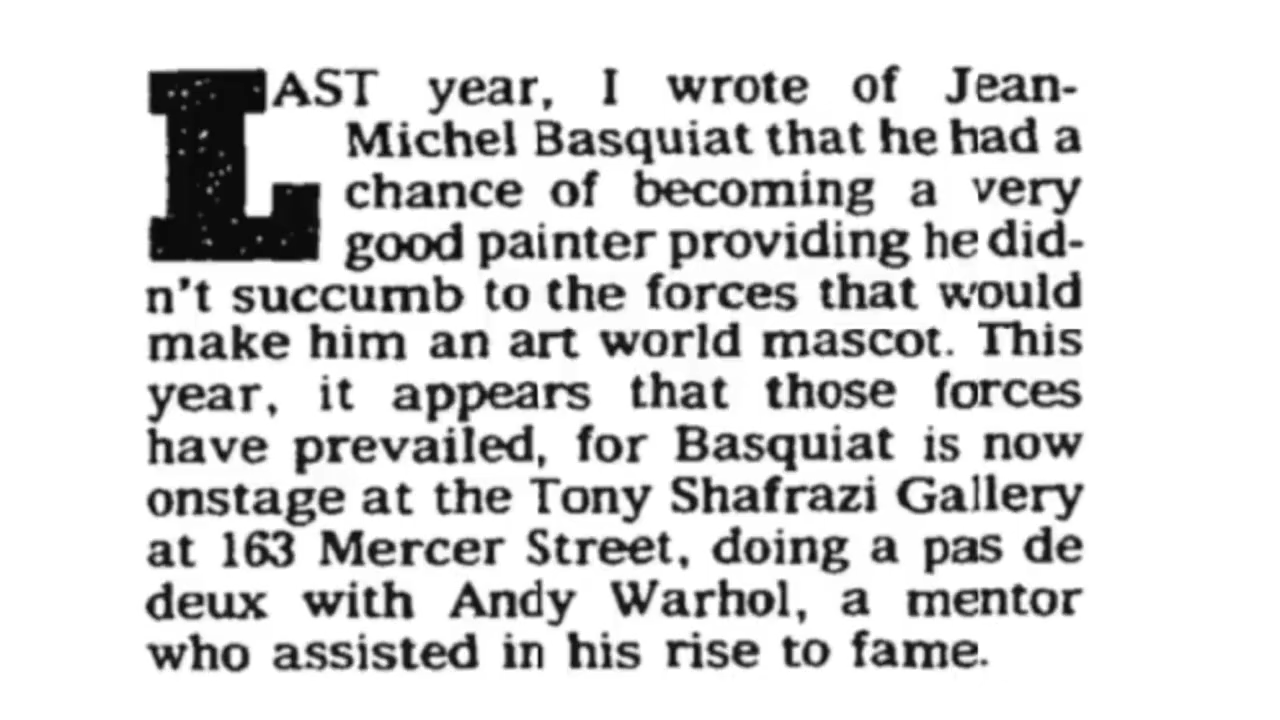 LAST year, I wrote of Jean-
Michel Basquiat that he had a
chance of becoming a very
good painter providing he did-
n't succumb to the forces that would
make him an art world mascot. This
year, it appears that those forces
have prevailed, for Basquiat is now
onstage at the Tony Shafrazi Gallery
at 163 Mercer Street, doing a pas de
deux with Andy Warhol, a mentor
who assisted in his rise to fame.